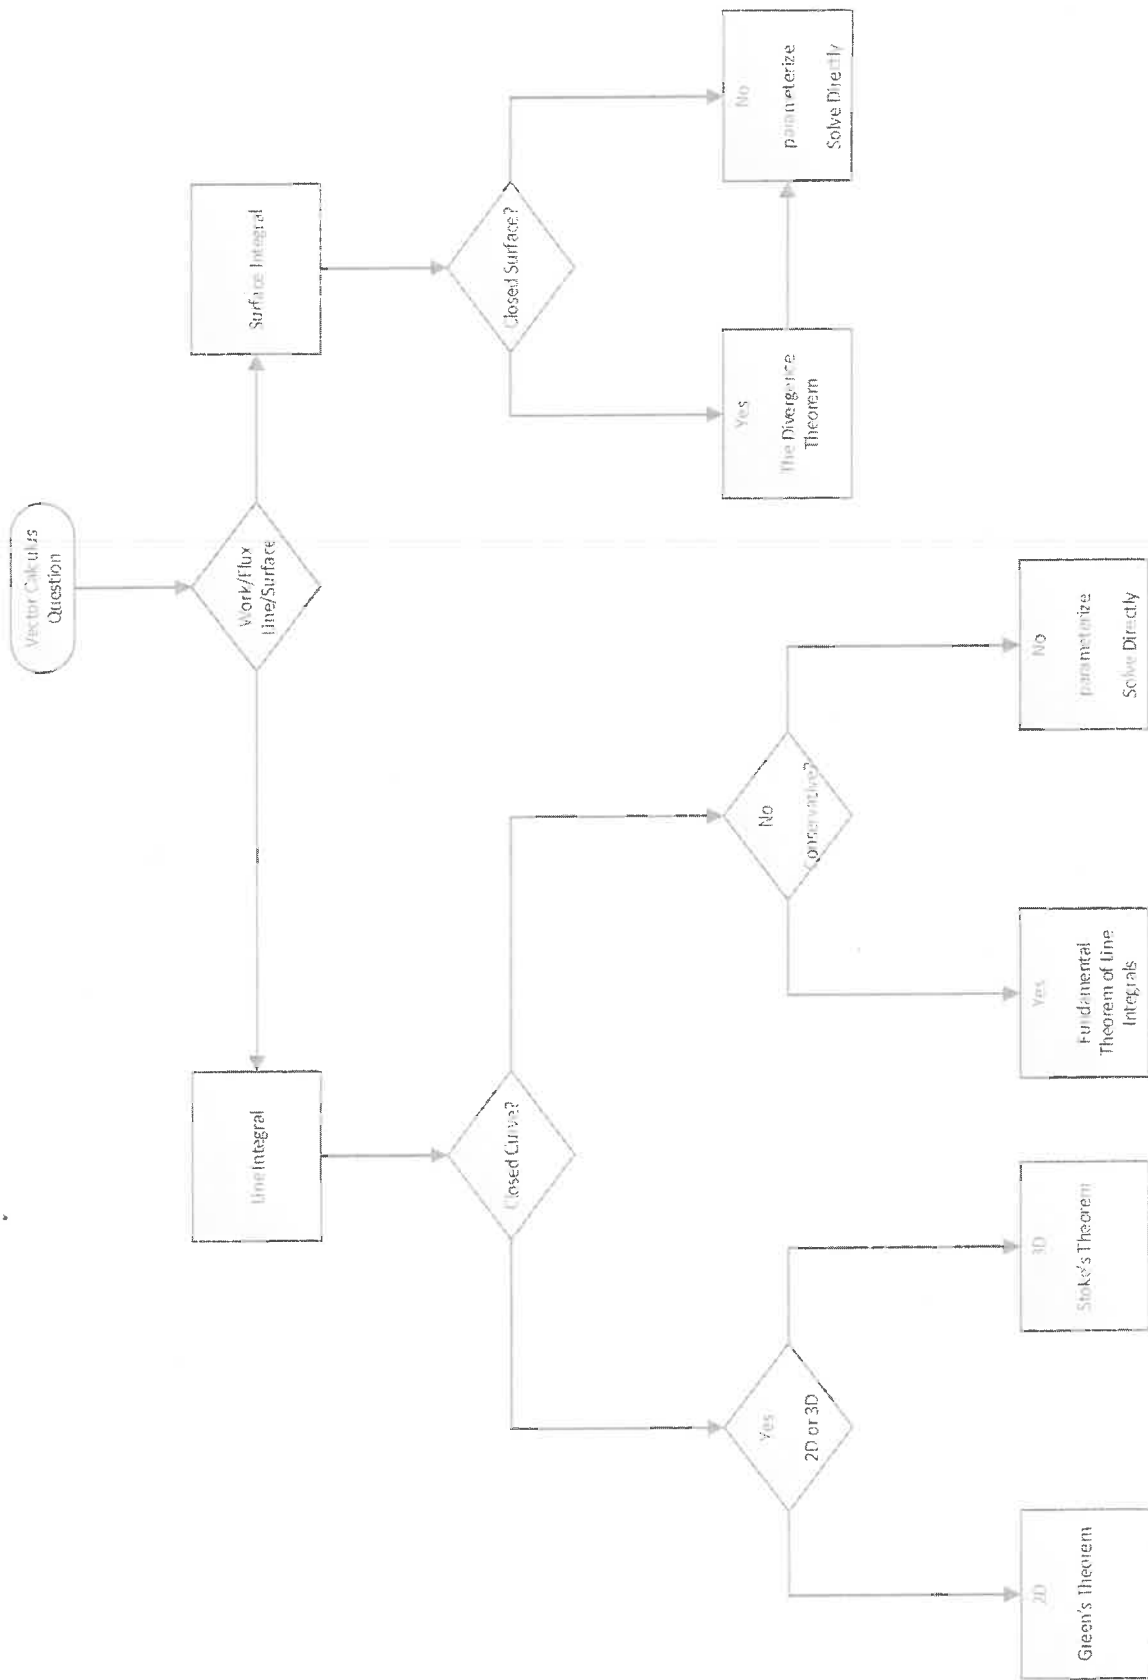 Vector Calculus
Question
Work/Flux
Line/Surface
Line Integral
Surface Integral
Closed Curve?
Closed Surface?
Yes
2D or 3D
No
Conservative?
Yes
The Divergence
Theorem
No
parameterize
Solve Directly
2D
Green's Theorem
3D
Stoke's Theorem
Yes
Fundamental
Theorem of Line
Integrals
No
parameterize
Solve Directly